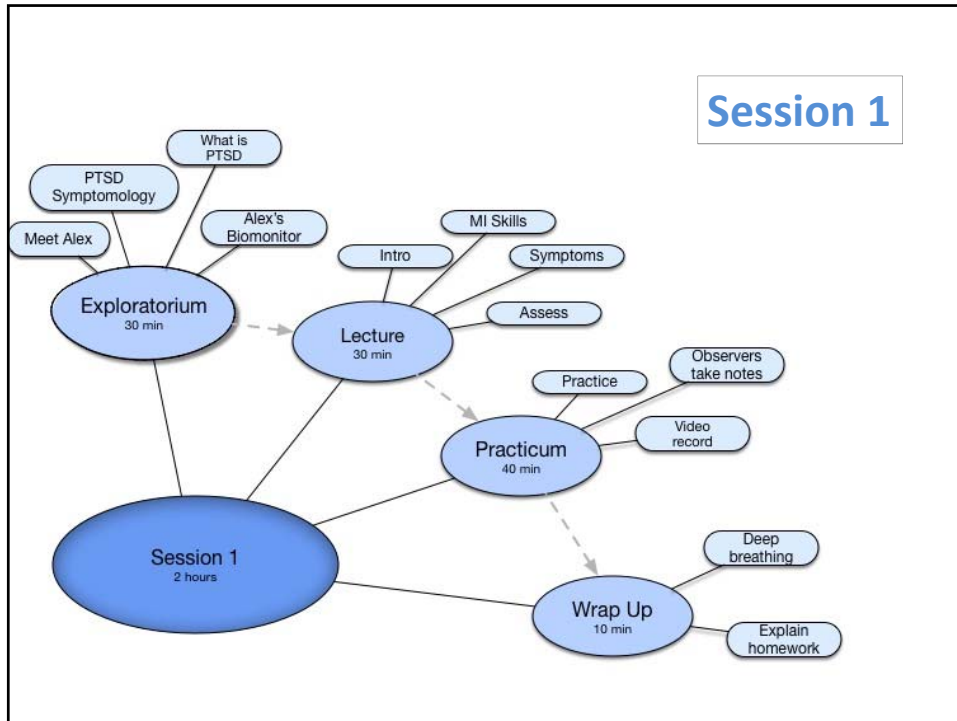 Session 1
What is
PTSD
PTSD
Symptomology
Meet Alex
Alex's
Biomonitor
Exploratorium
30 min
MI Skills
Intro
Symptoms
Assess
Lecture
30 min
Observers
take notes
Practice
Video
record
Practicum
40 min
Session 1
2 hours
Deep
breathing
Wrap Up
10 min
Explain
homework